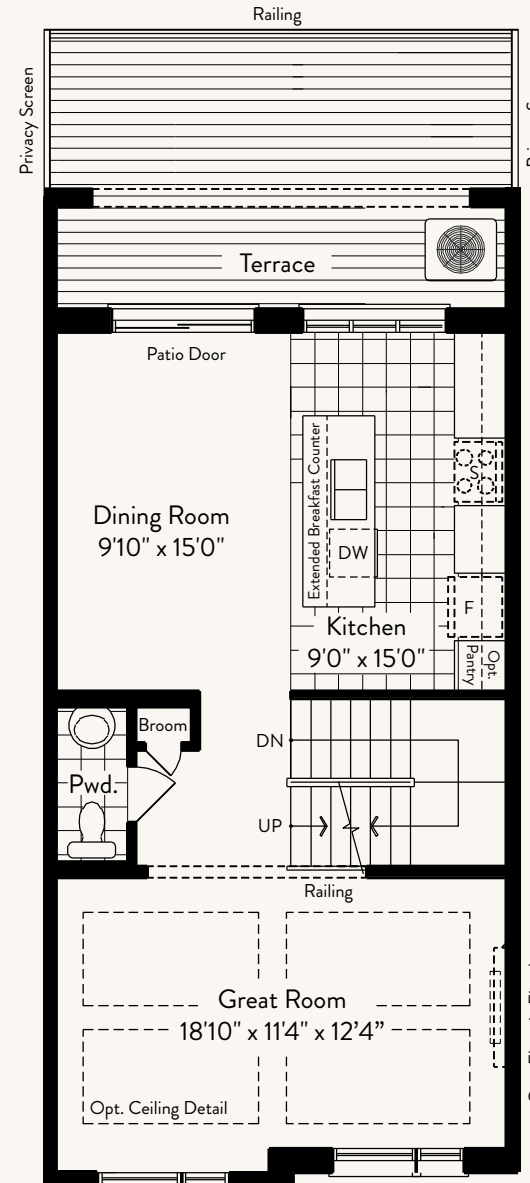 Railing
Privacy Screen
Terrace
Patio Door
Extended Breakfast Counter
S
Dining Room
9'10" x 15'0"
DW
F
Kitchen
9'0" x 15'0"
Opt.
Pantry
Broom
DN
Pwd.
UP
Railing
Great Room
18'10" x 11'4" x 12'4”
Opt. Ceiling Detail